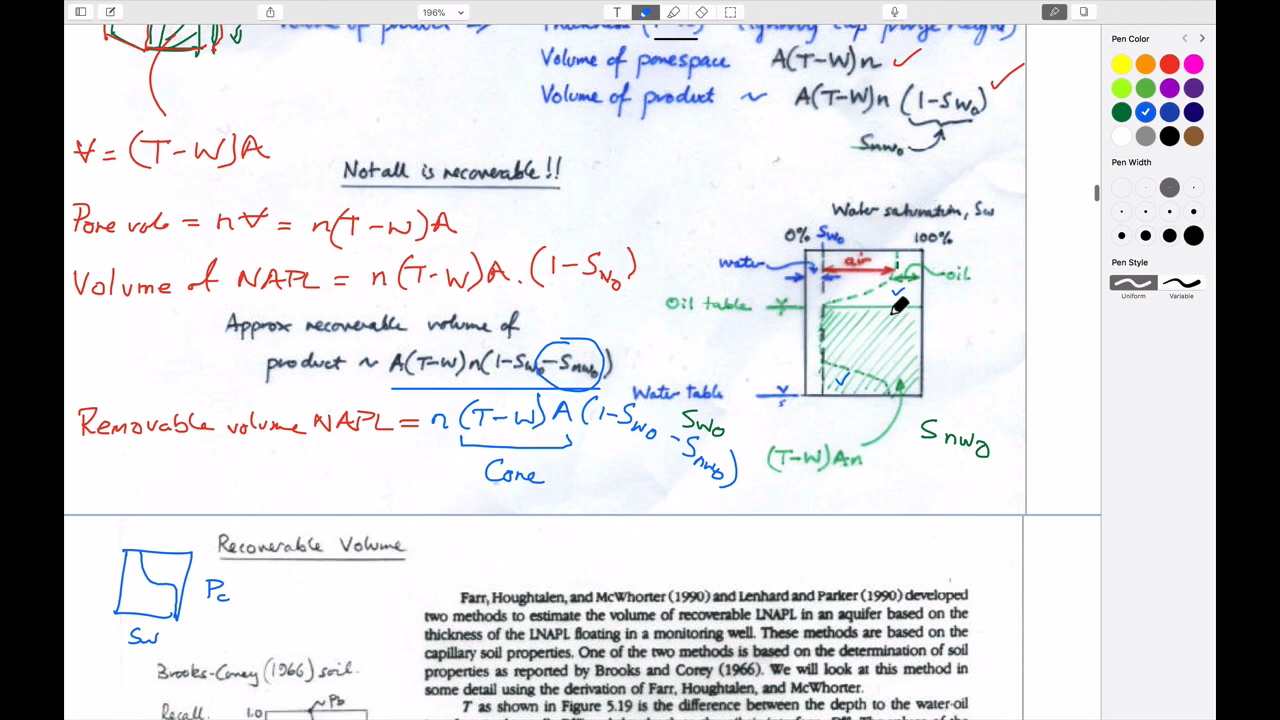 196%
T
Volume of porespace A(T-W)n
Volume of product ~ A(T-W)n (1-Swo)
Snwo
∀ = (T-W)A
Not all is recoverable!!
Pore vol = n∀ = n(T-W)A
Volume of NAPL = n(T-W)A. (1-Swo)
Approx recoverable volume of
product ~ A(T-W)n(1-Swo-Snwo)
Removable volume NAPL = n (T-W) A (1-Swo
-Snwo)
Cone
Water saturation, Sw
0% Swo 100%
water air oil
Oil table
Water table
Swo
Snwo
(T-W)An
Recoverable Volume
Pc
Sw
Farr, Houghtalen, and McWhorter (1990) and Lenhard and Parker (1990) developed
two methods to estimate the volume of recoverable LNAPL in an aquifer based on the
thickness of the LNAPL floating in a monitoring well. These methods are based on the
capillary soil properties. One of the two methods is based on the determination of soil
properties as reported by Brooks and Corey (1966). We will look at this method in
some detail using the derivation of Farr, Houghtalen, and McWhorter.
T as shown in Figure 5.19 is the difference between the depth to the water-oil
Brooks-Corey (1966) soil.
Recall. 1.0 Pb
Pen Color
Pen Width
Pen Style
Uniform Variable